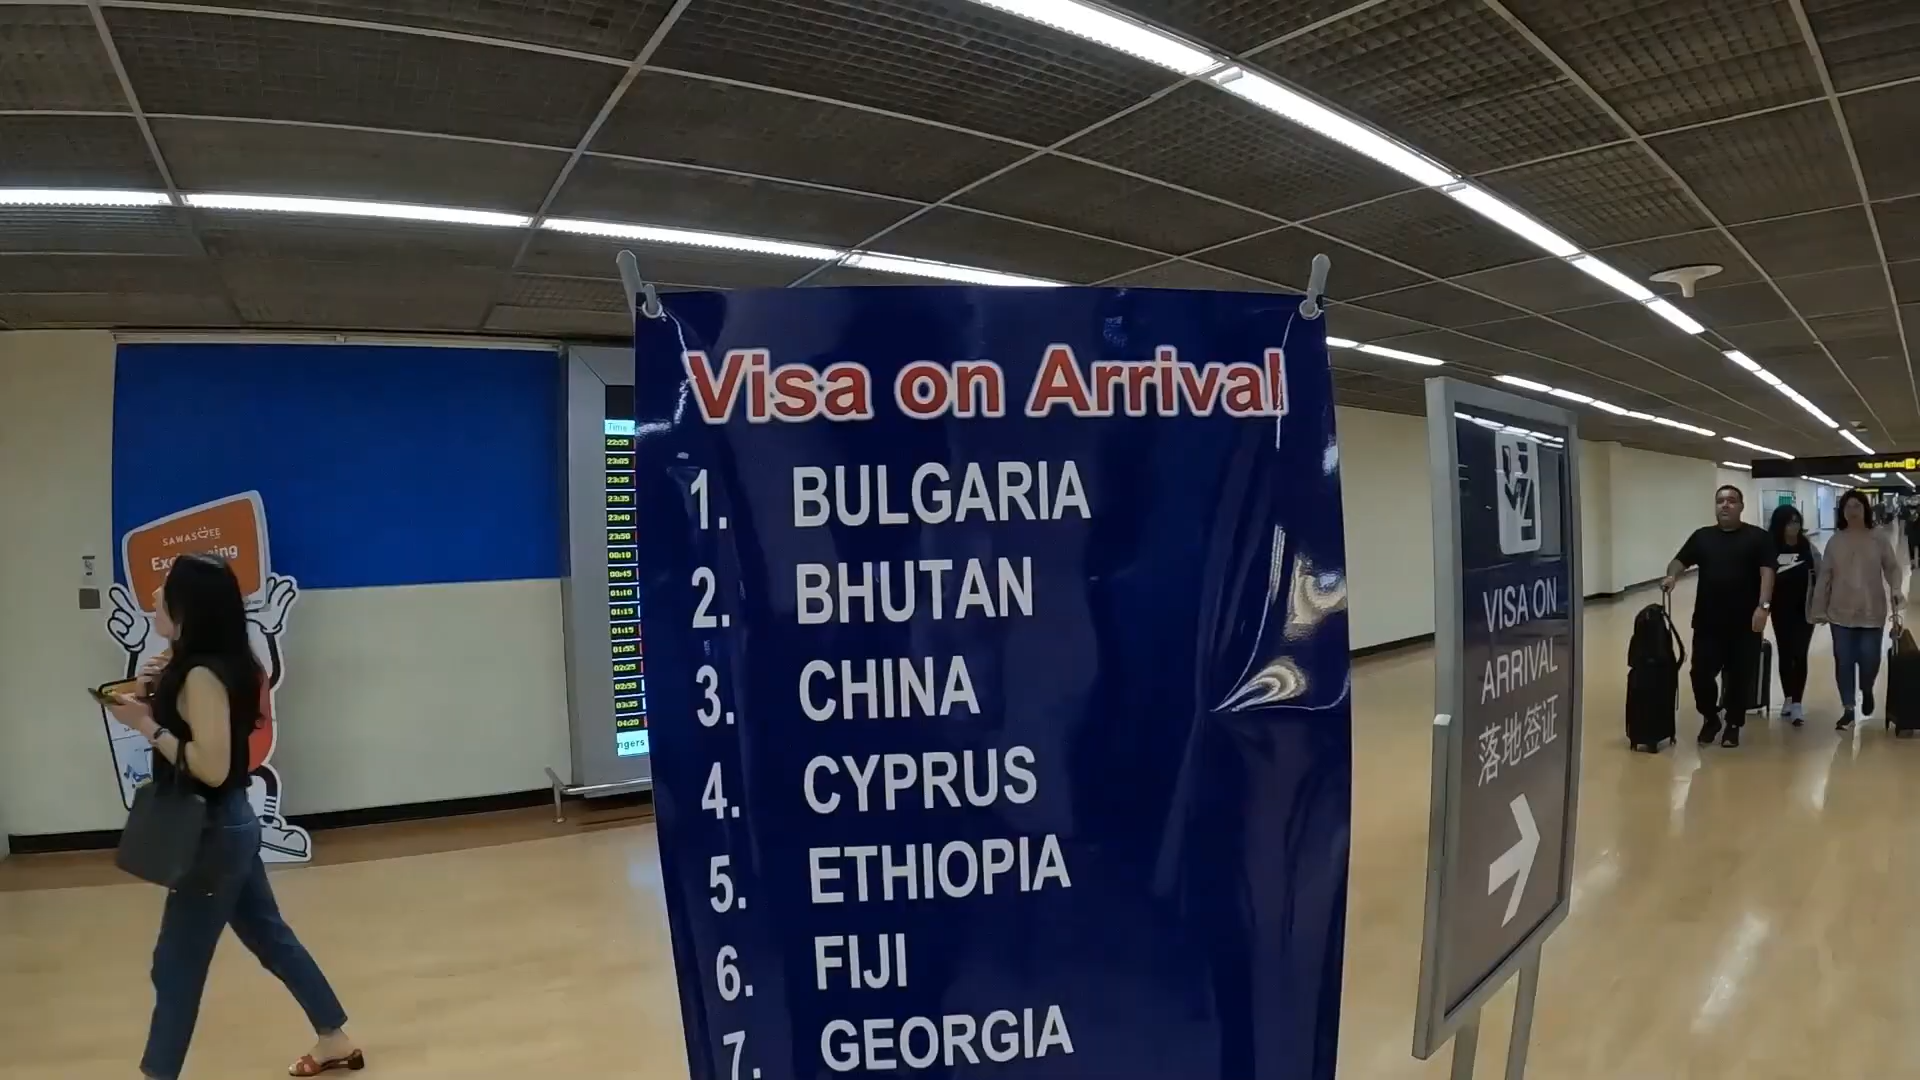 Visa on Arrival
1. BULGARIA
2. BHUTAN
3. CHINA
4. CYPRUS
5. ETHIOPIA
6. FIJI
7. GEORGIA
SAWASDEE
Time
22:55
23:05
23:35
23:35
23:40
23:50
00:10
00:45
01:10
01:15
01:15
01:55
02:25
02:55
03:35
04:20
ngers
VISA ON
ARRIVAL
落地签证
Visa on Arrival